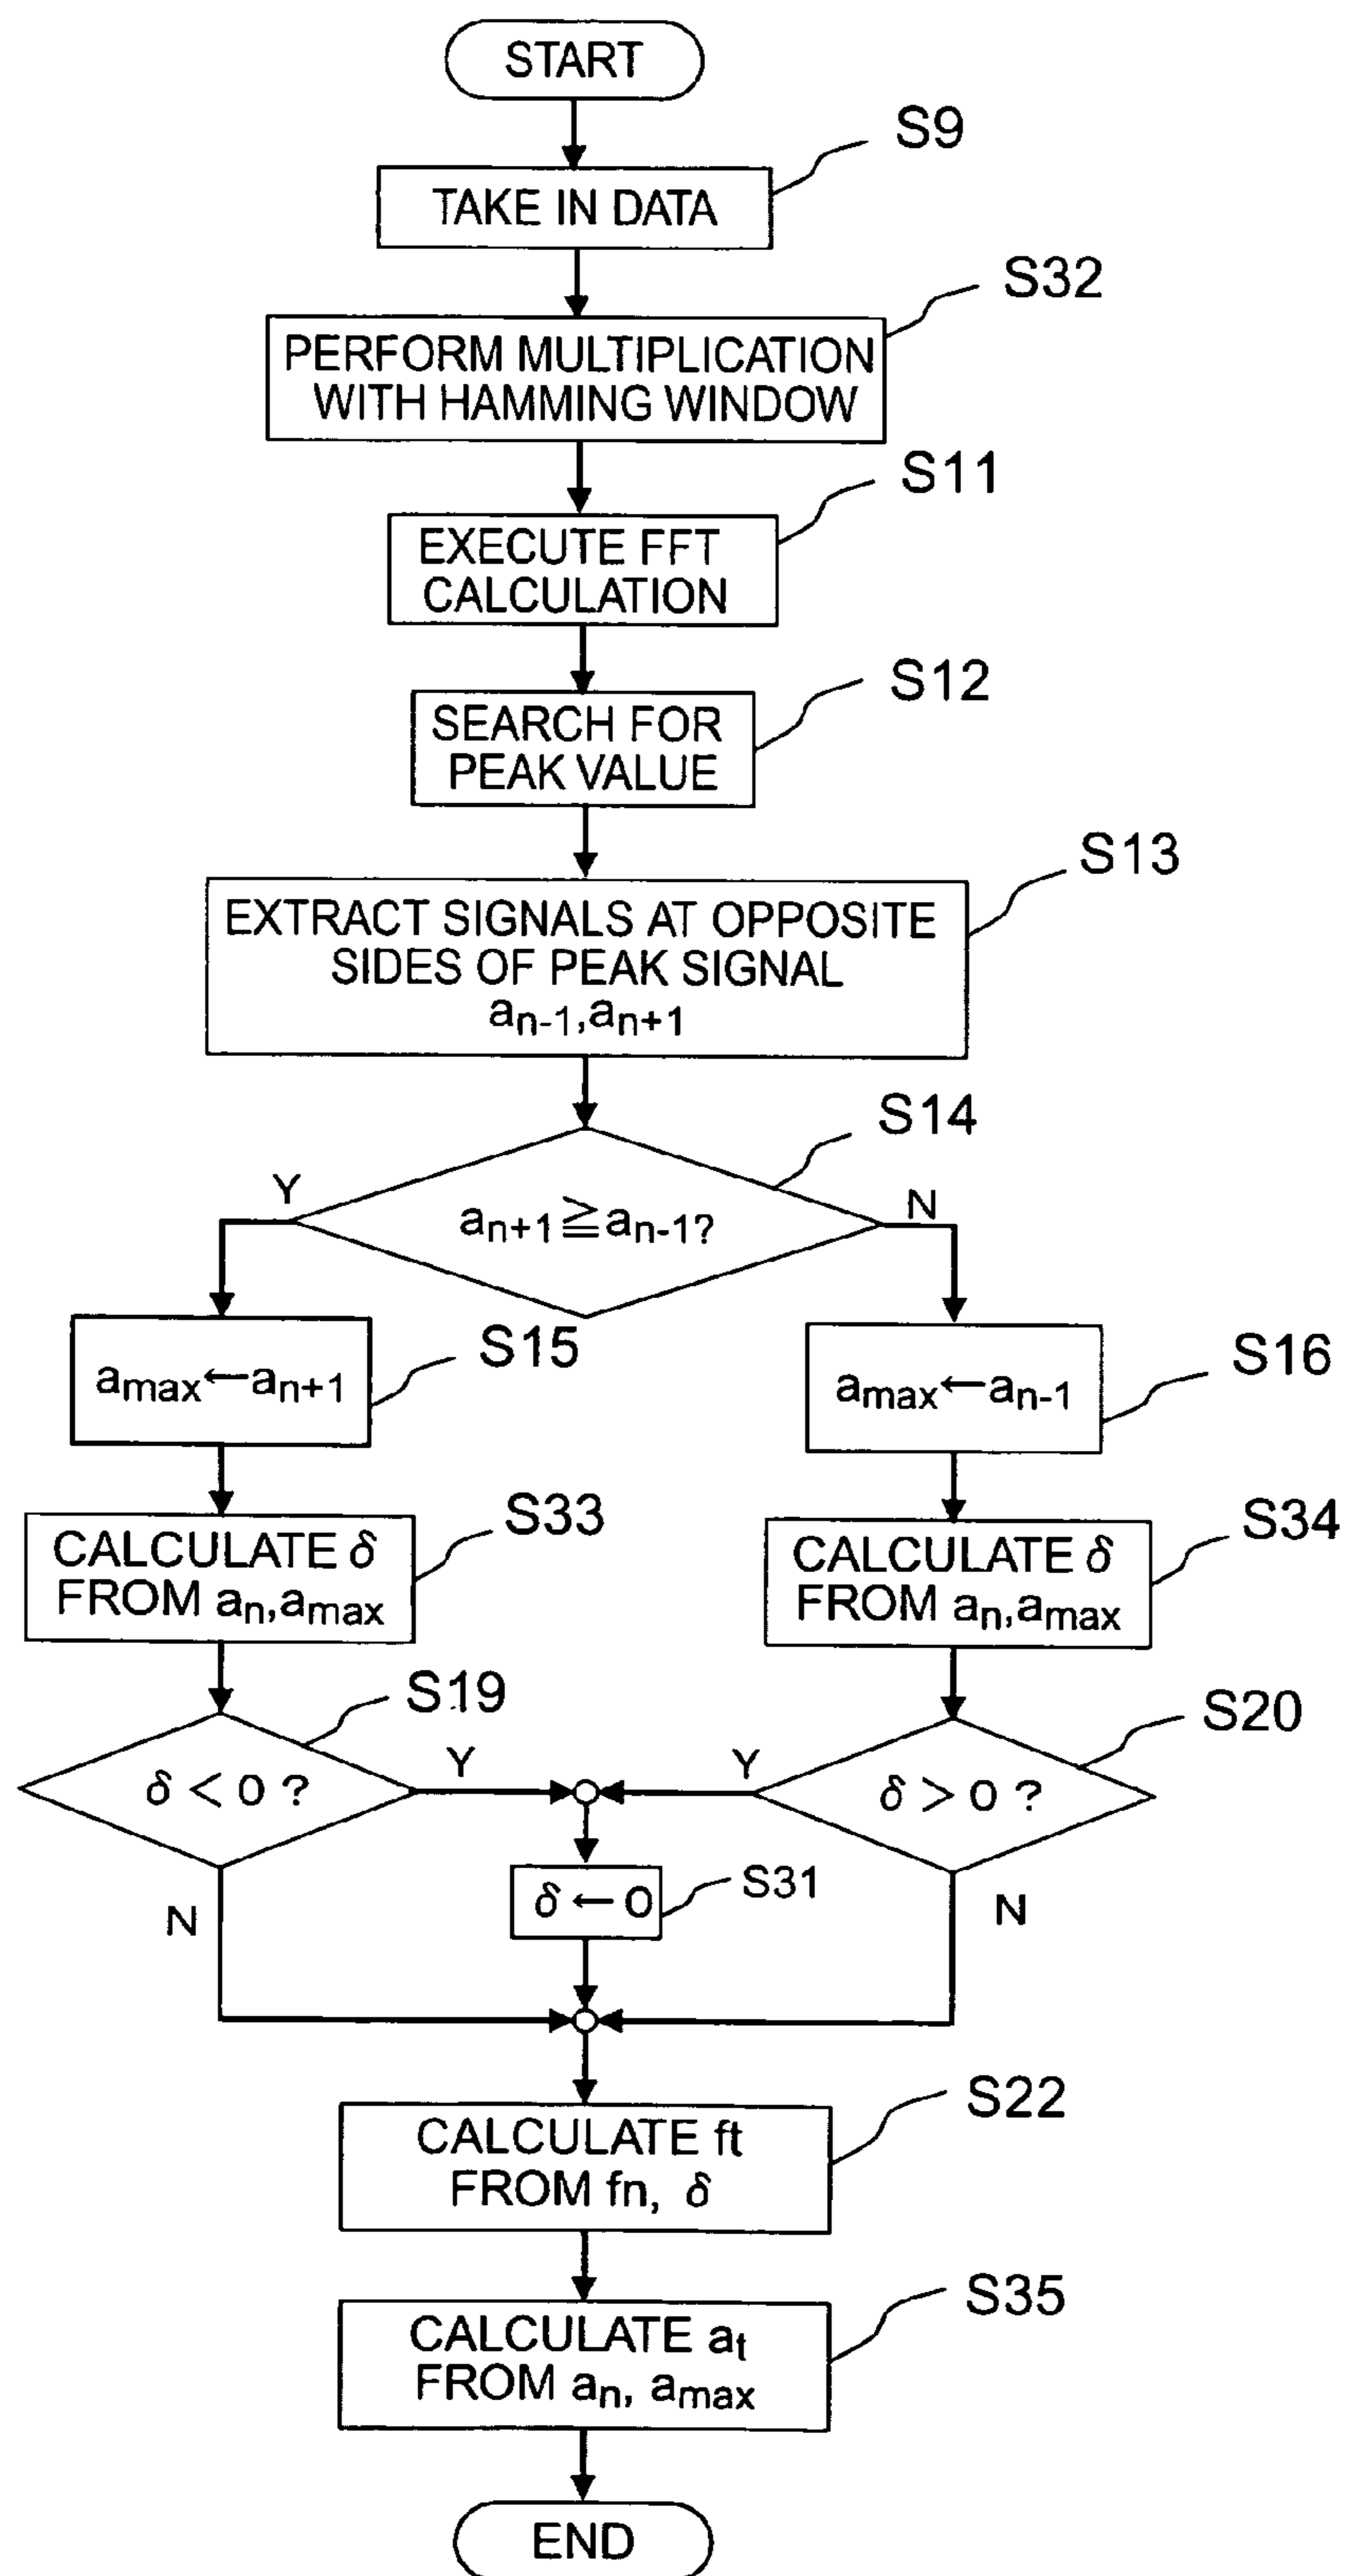 START
S9
TAKE IN DATA
S32
PERFORM MULTIPLICATION
WITH HAMMING WINDOW
S11
EXECUTE FFT
CALCULATION
S12
SEARCH FOR
PEAK VALUE
S13
EXTRACT SIGNALS AT OPPOSITE
SIDES OF PEAK SIGNAL
aₙ₋₁,aₙ₊₁
S14
Y
aₙ₊₁≧aₙ₋₁?
N
S15
amax←aₙ₊₁
S16
amax←aₙ₋₁
S33
CALCULATE δ
FROM an,amax
S34
CALCULATE δ
FROM an,amax
S19
δ < 0 ?
Y
Y
S20
δ > 0 ?
N
δ ← 0
S31
N
S22
CALCULATE ft
FROM fn, δ
S35
CALCULATE at
FROM an, amax
END